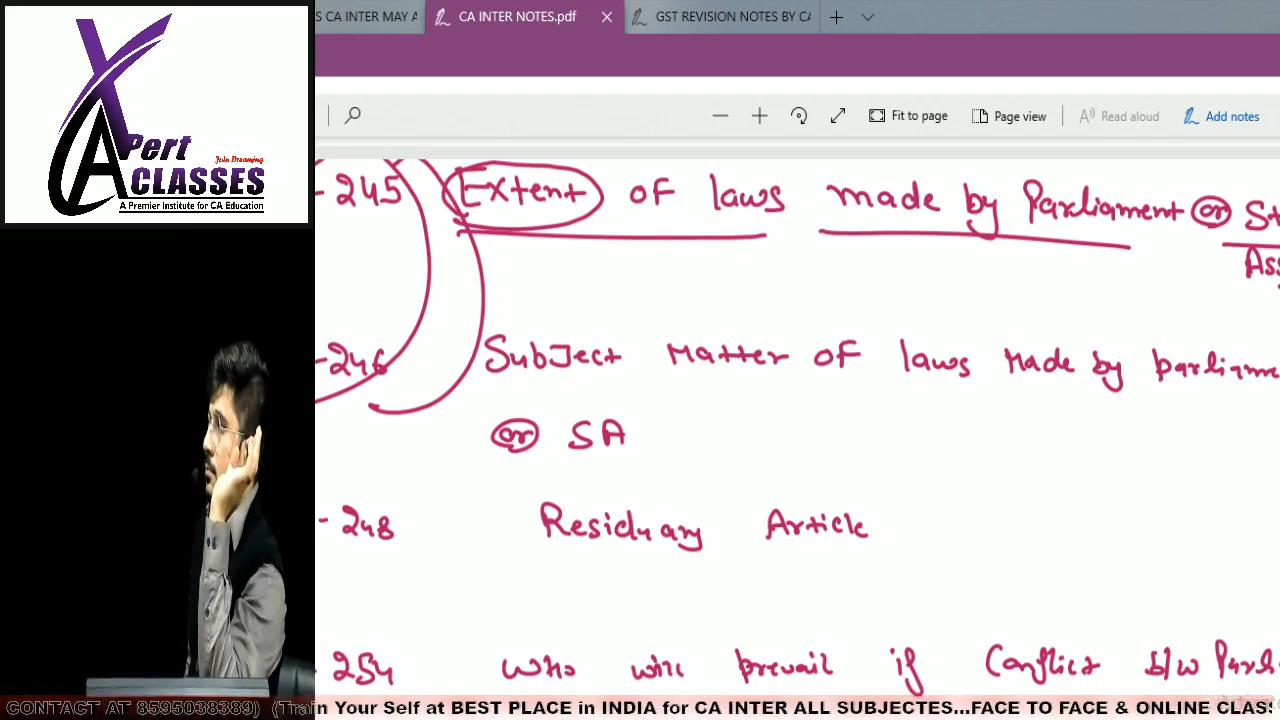 S CA INTER MAY A
CA INTER NOTES.pdf
GST REVISION NOTES BY CA
Fit to page
Page view
Read aloud
Add notes
XPert
Join Dreaming
CA CLASSES
A Premier Institute for CA Education
-245 Extent of laws made by Parliament or St
Ass
-246 Subject Matter of laws Made by parliame
or SA
-248 Residuary Article
-254 Who will prevail if Conflict b/w Parli
CONTACT AT 8595038389) (Train Your Self at BEST PLACE in INDIA for CA INTER ALL SUBJECTES...FACE TO FACE & ONLINE CLASS